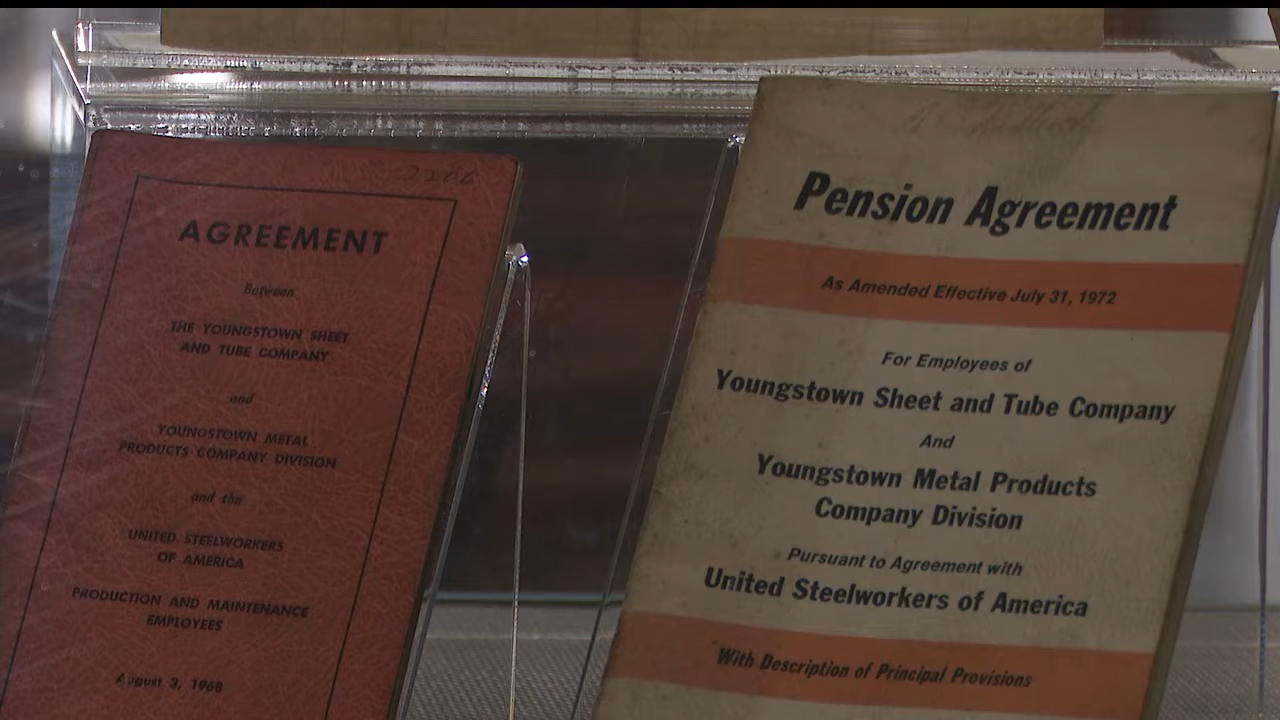 2266
AGREEMENT
Between
THE YOUNGSTOWN SHEET
AND TUBE COMPANY
and
YOUNGSTOWN METAL
PRODUCTS COMPANY DIVISION
and the
UNITED STEELWORKERS
OF AMERICA
PRODUCTION AND MAINTENANCE
EMPLOYEES
August 3, 1968
Pension Agreement
As Amended Effective July 31, 1972
For Employees of
Youngstown Sheet and Tube Company
And
Youngstown Metal Products
Company Division
Pursuant to Agreement with
United Steelworkers of America
With Description of Principal Provisions